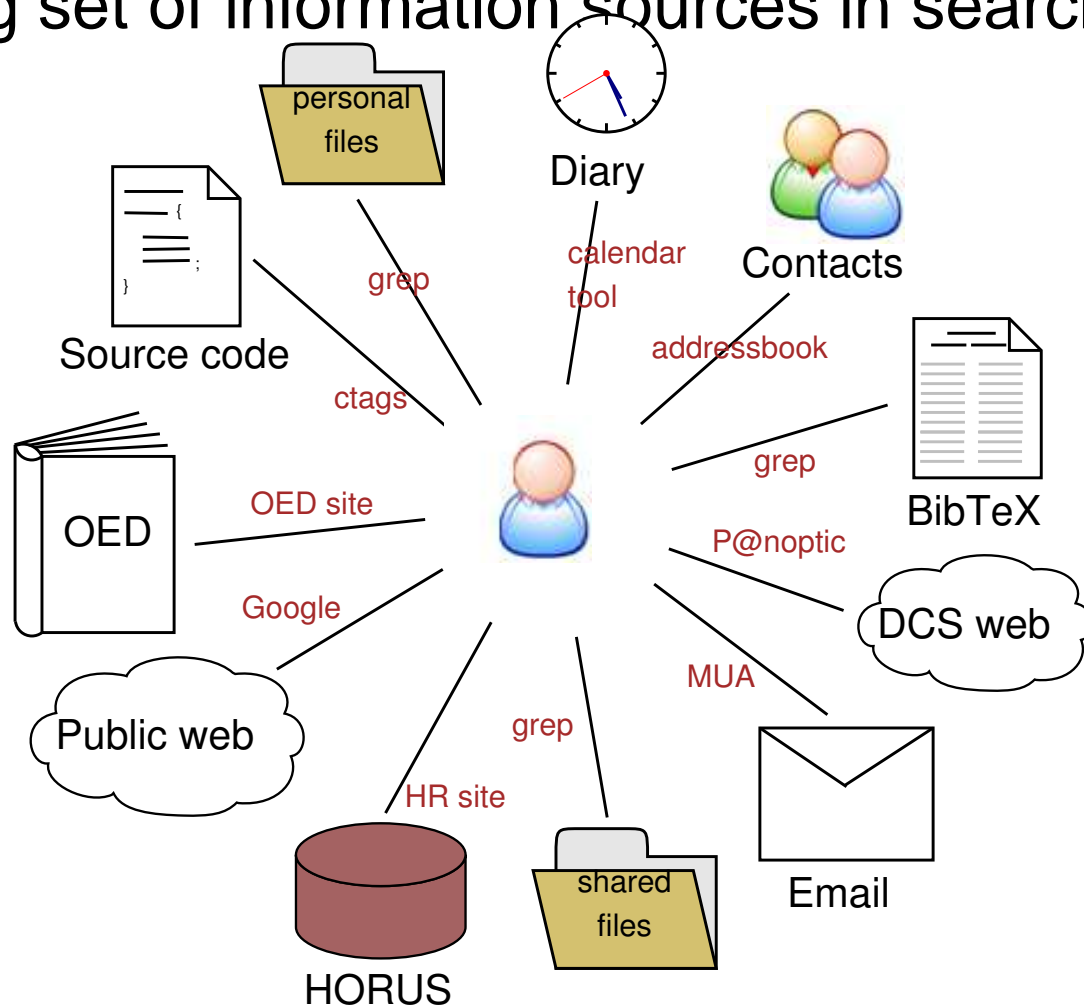 g set of information sources in search
personal
files
Diary
{
;
}
Contacts
calendar
tool
grep
Source code
addressbook
ctags
grep
BibTeX
OED site
OED
P@noptic
Google
DCS web
MUA
Public web
grep
HR site
shared
files
Email
HORUS